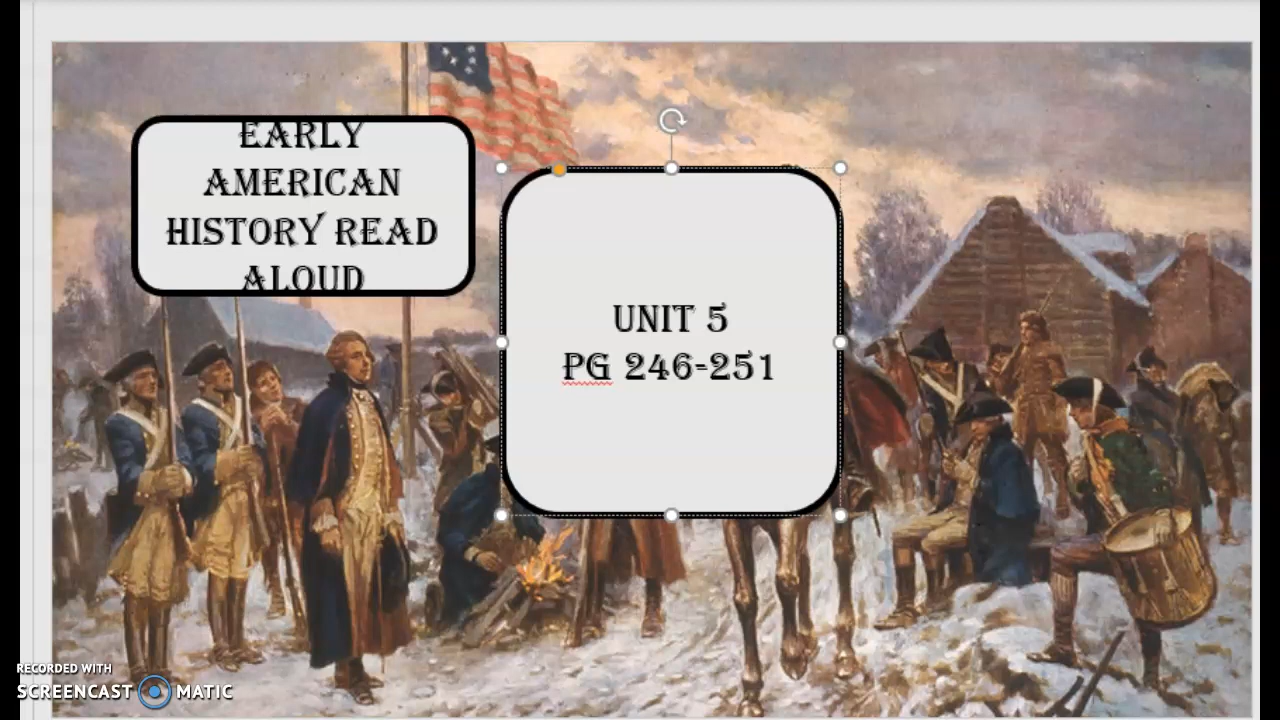 EARLY
AMERICAN
HISTORY READ
ALOUD
UNIT 5
PG 246-251
RECORDED WITH
SCREENCAST MATIC